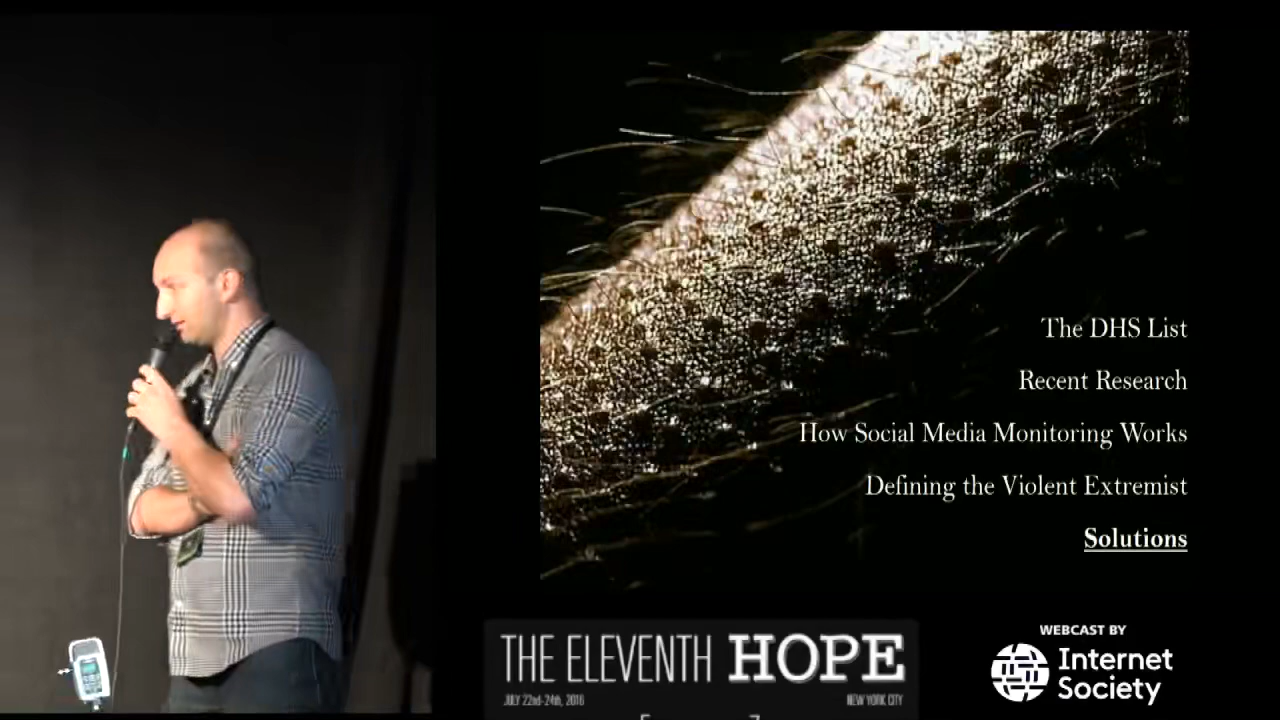 The DHS List
Recent Research
How Social Media Monitoring Works
Defining the Violent Extremist
Solutions
THE ELEVENTH HOPE
JULY 22nd-24th, 2016
NEW YORK CITY
WEBCAST BY
Internet
Society